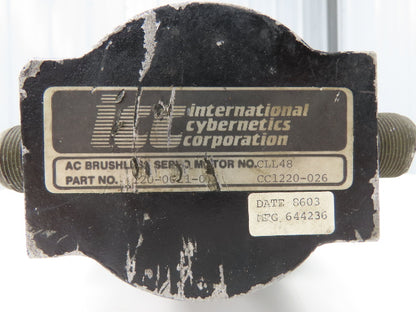 icc international
cybernetics
corporation
AC BRUSHLESS SERVO MOTOR NO. CLL48
PART NO. CC1220-026
DATE 8603
MFG 644236